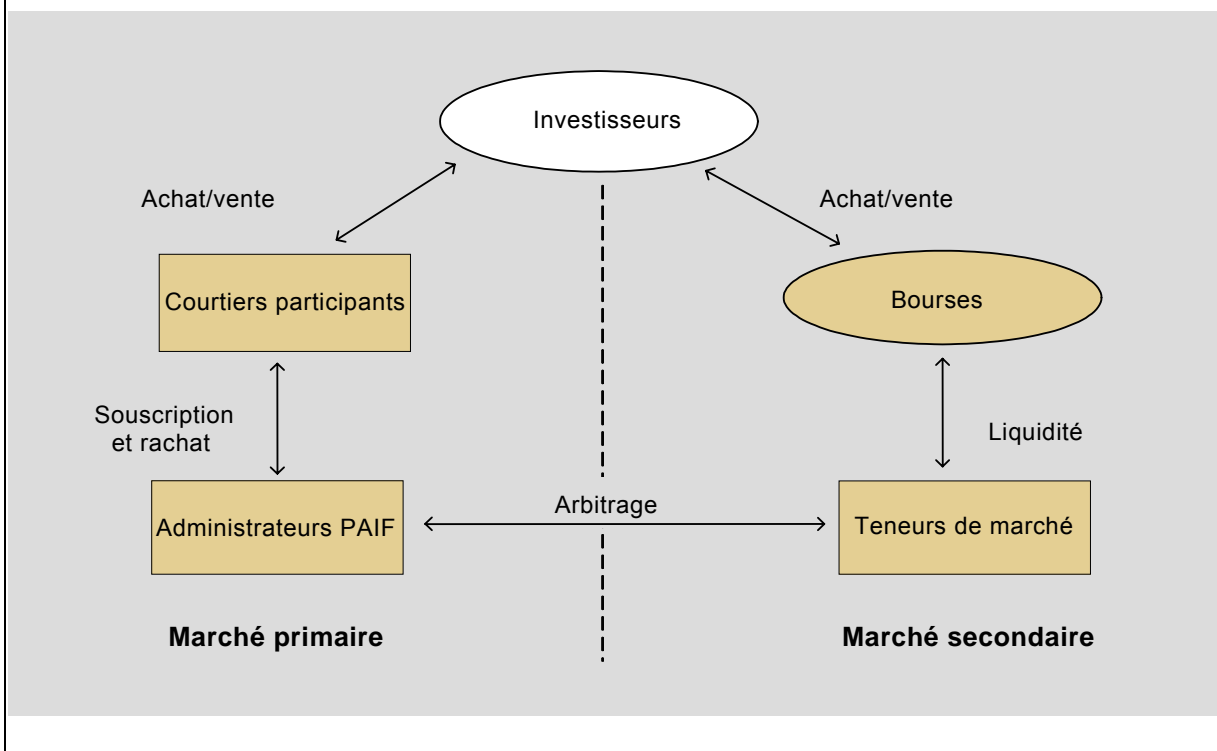 Investisseurs
Achat/vente
Achat/vente
Courtiers participants
Bourses
Souscription
et rachat
Liquidité
Administrateurs PAIF
Arbitrage
Teneurs de marché
Marché primaire
Marché secondaire